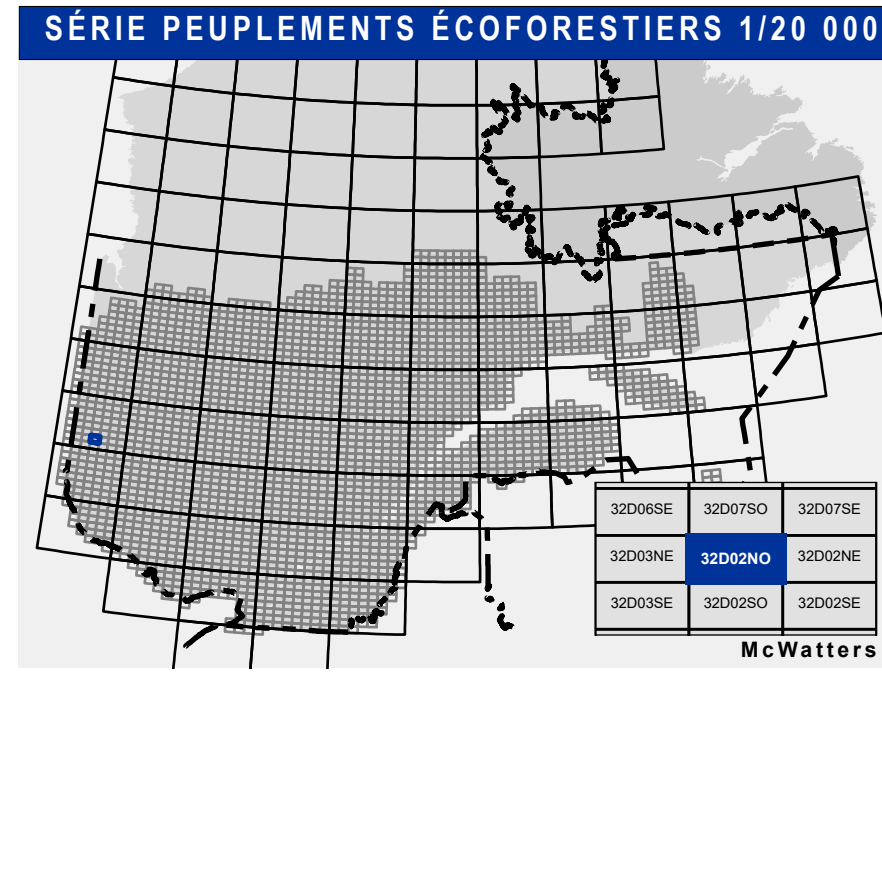 SÉRIE PEUPLEMENTS ÉCOFORESTIERS 1/20 000
32D06SE 32D07SO 32D07SE
32D03NE 32D02NO 32D02NE
32D03SE 32D02SO 32D02SE
McWatters